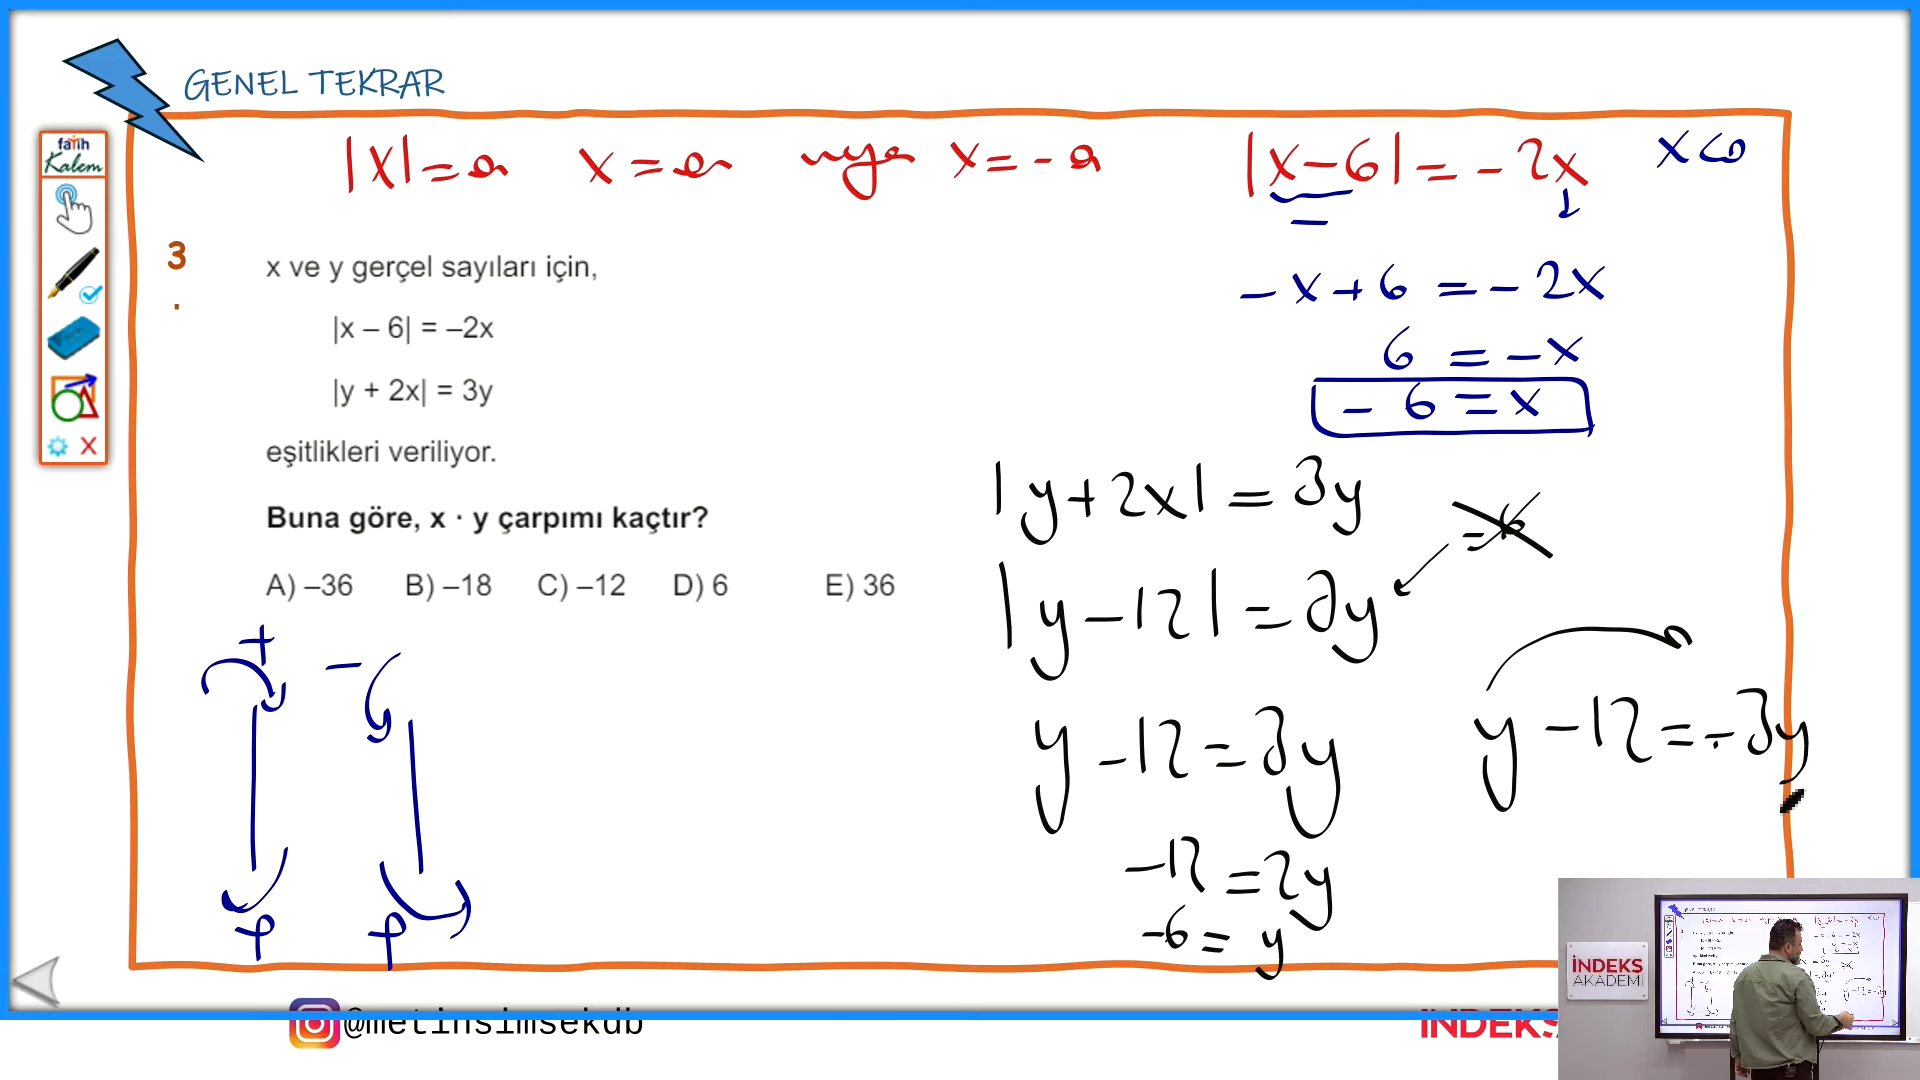 GENEL TEKRAR
fatih
Kalem
|x| = a x = a veya x = -a
|x-6| = -2x x<0
-x+6 = -2x
6 = -x
-6 = x
3
.
x ve y gerçel sayıları için,
|x – 6| = –2x
|y + 2x| = 3y
eşitlikleri veriliyor.
Buna göre, x · y çarpımı kaçtır?
A) –36 B) –18 C) –12 D) 6 E) 36
|y+2x| = 3y
|y-12| = 3y
y-12 = 3y
-12 = 2y
-6 = y
y-12 = -3y
+ -
@metinsimsekdb
INDEKS
İNDEKS
AKADEMİ